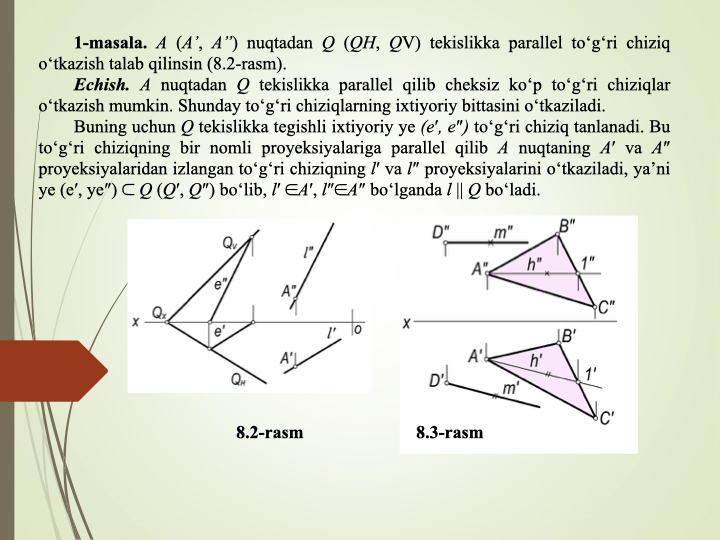 1-masala. A (A’, A”) nuqtadan Q (QH, QV) tekislikka parallel to‘g‘ri chiziq
o‘tkazish talab qilinsin (8.2-rasm).
Echish. A nuqtadan Q tekislikka parallel qilib cheksiz ko‘p to‘g‘ri chiziqlar
o‘tkazish mumkin. Shunday to‘g‘ri chiziqlarning ixtiyoriy bittasini o‘tkaziladi.
Buning uchun Q tekislikka tegishli ixtiyoriy ye (e′, e″) to‘g‘ri chiziq tanlanadi. Bu
to‘g‘ri chiziqning bir nomli proyeksiyalariga parallel qilib A nuqtaning A′ va A″
proyeksiyalaridan izlangan to‘g‘ri chiziqning l′ va l″ proyeksiyalarini o‘tkaziladi, ya’ni
ye (e′, ye″) ⊂ Q (Q′, Q″) bo‘lib, l′ ∈A′, l″∈A″ bo‘lganda l || Q bo‘ladi.
Qv
l"
e"
A"
Qx
x
e'
l'
o
A'
QH
D"
m"
B"
A"
h"
1"
C"
x
B'
A'
h'
1'
D'
m'
C'
8.2-rasm
8.3-rasm